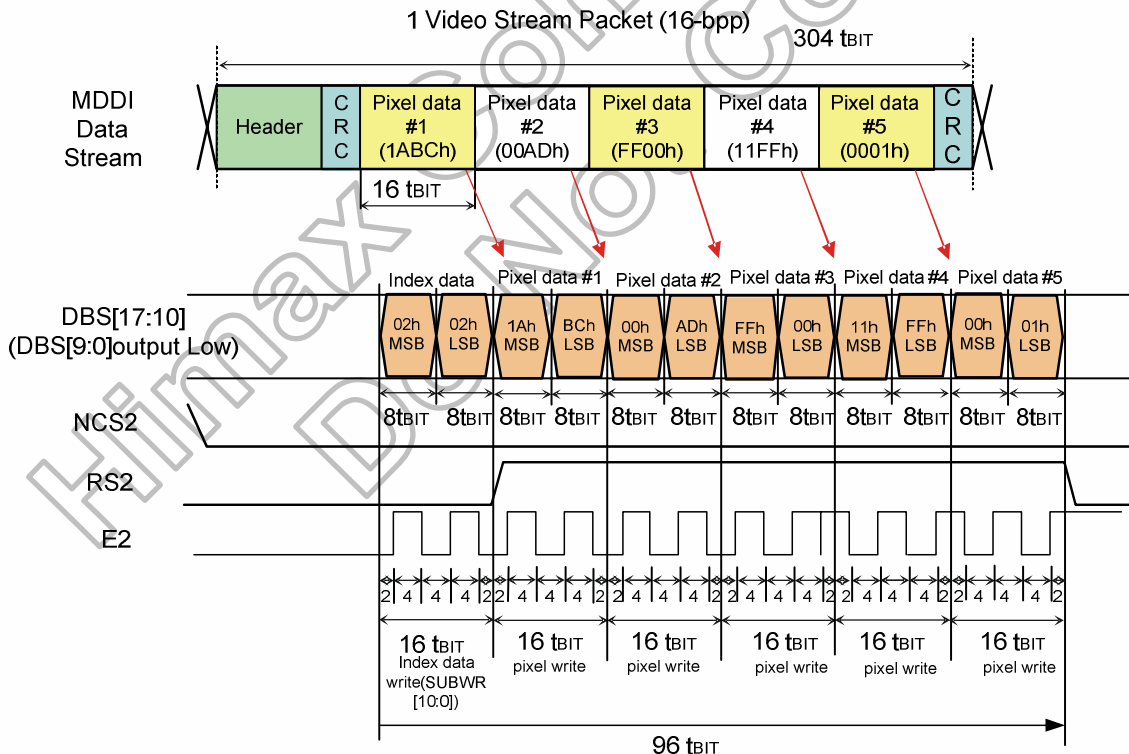 1 Video Stream Packet (16-bpp)
304 tBIT
MDDI
Data
Stream
Header
C
R
C
Pixel data
#1
(1ABCh)
Pixel data
#2
(00ADh)
Pixel data
#3
(FF00h)
Pixel data
#4
(11FFh)
Pixel data
#5
(0001h)
C
R
C
16 tBIT
Index data
Pixel data #1
Pixel data #2
Pixel data #3
Pixel data #4
Pixel data #5
DBS[17:10]
(DBS[9:0]output Low)
02h
MSB
02h
LSB
1Ah
MSB
BCh
LSB
00h
MSB
ADh
LSB
FFh
MSB
00h
LSB
11h
MSB
FFh
LSB
00h
MSB
01h
LSB
8tBIT 8tBIT 8tBIT 8tBIT 8tBIT 8tBIT 8tBIT 8tBIT 8tBIT 8tBIT 8tBIT 8tBIT
NCS2
RS2
E2
2 4 4 4 2 2 4 4 4 2 2 4 4 4 2 2 4 4 4 2 2 4 4 4 2 2 4 4 4 2
16 tBIT
Index data
write(SUBWR
[10:0])
16 tBIT
pixel write
16 tBIT
pixel write
16 tBIT
pixel write
16 tBIT
pixel write
16 tBIT
pixel write
96 tBIT
Himax